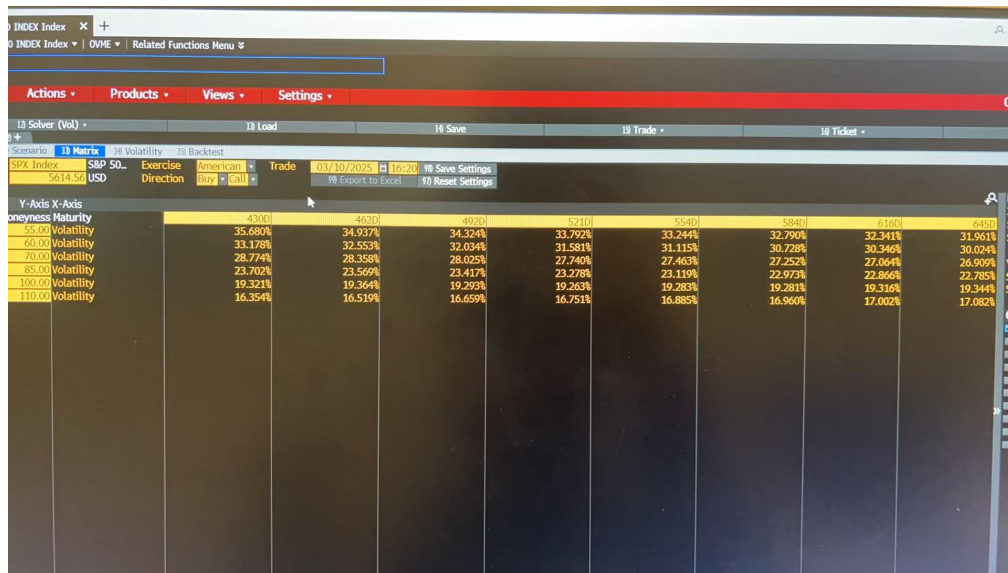 INDEX Index × +
INDEX Index ▾ | OVME ▾ | Related Functions Menu
Actions ▾ Products ▾ Views ▾ Settings ▾
12) Solver (Vol) ▾ 13) Load 14) Save 15) Trade ▾ 16) Ticket ▾
+
Scenario 33) Matrix 34) Volatility 35) Backtest
SPX Index S&P 50... Exercise American Trade 03/10/2025 16:20 90) Save Settings
5614.56 USD Direction Buy Call 99) Export to Excel 97) Reset Settings
Y-Axis X-Axis
oneyness Maturity 430D 462D 492D 521D 554D 584D 616D 645D
55.00 Volatility 35.680% 34.937% 34.324% 33.792% 33.244% 32.790% 32.341% 31.961%
60.00 Volatility 33.178% 32.553% 32.034% 31.581% 31.115% 30.728% 30.346% 30.024%
70.00 Volatility 28.774% 28.358% 28.025% 27.740% 27.463% 27.252% 27.064% 26.909%
85.00 Volatility 23.702% 23.569% 23.417% 23.278% 23.119% 22.973% 22.866% 22.785%
100.00 Volatility 19.321% 19.364% 19.293% 19.263% 19.283% 19.281% 19.316% 19.344%
110.00 Volatility 16.354% 16.519% 16.659% 16.751% 16.885% 16.960% 17.002% 17.082%